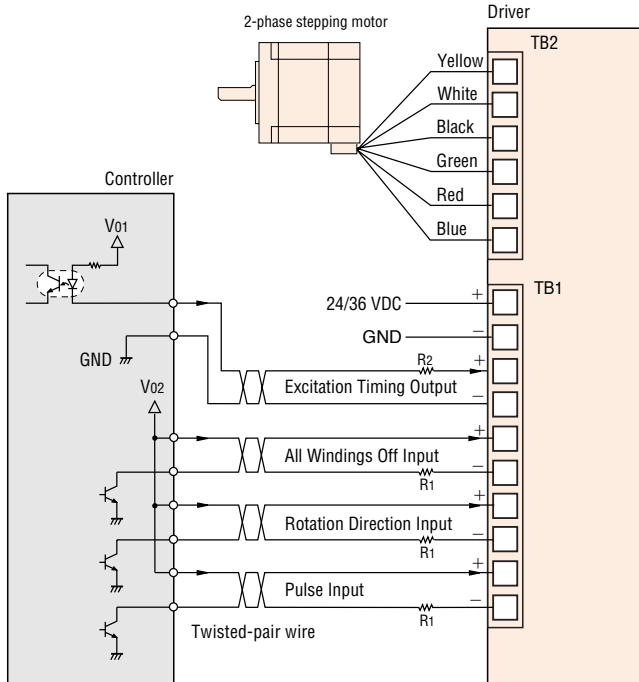 Driver
2-phase stepping motor
TB2
Yellow
White
Black
Green
Red
Blue
Controller
V01
TB1
24/36 VDC +
GND −
GND
R2 +
Excitation Timing Output
−
V02
+
All Windings Off Input
R1 −
+
Rotation Direction Input
R1 −
+
Pulse Input
R1 −
Twisted-pair wire